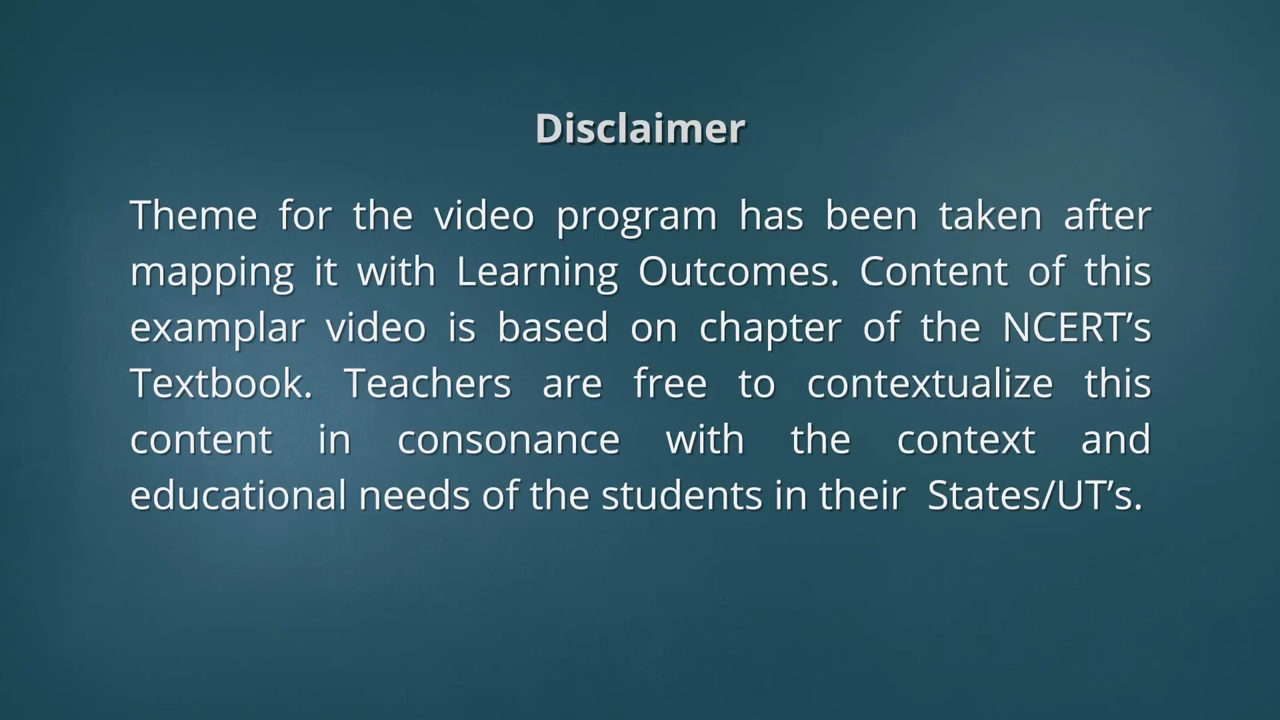 Disclaimer
Theme for the video program has been taken after
mapping it with Learning Outcomes. Content of this
examplar video is based on chapter of the NCERT’s
Textbook. Teachers are free to contextualize this
content in consonance with the context and
educational needs of the students in their States/UT’s.